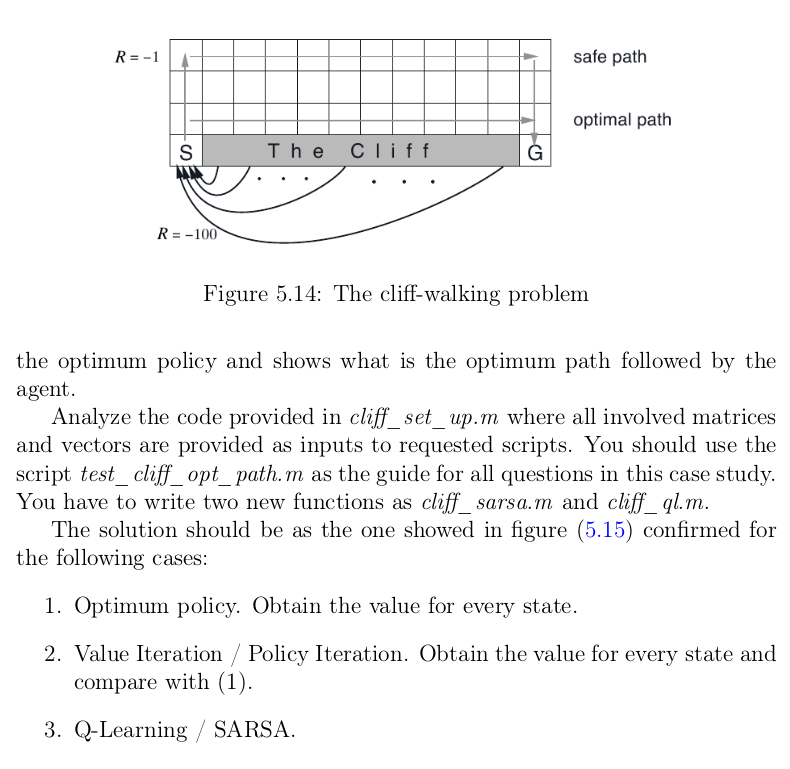 R = −1
safe path
optimal path
S
The Cliff
G
. . .
. . .
R = −100
Figure 5.14: The cliff-walking problem
the optimum policy and shows what is the optimum path followed by the
agent.
Analyze the code provided in cliff_set_up.m where all involved matrices
and vectors are provided as inputs to requested scripts. You should use the
script test_cliff_opt_path.m as the guide for all questions in this case study.
You have to write two new functions as cliff_sarsa.m and cliff_ql.m.
The solution should be as the one showed in figure (5.15) confirmed for
the following cases:
1. Optimum policy. Obtain the value for every state.
2. Value Iteration / Policy Iteration. Obtain the value for every state and
compare with (1).
3. Q-Learning / SARSA.